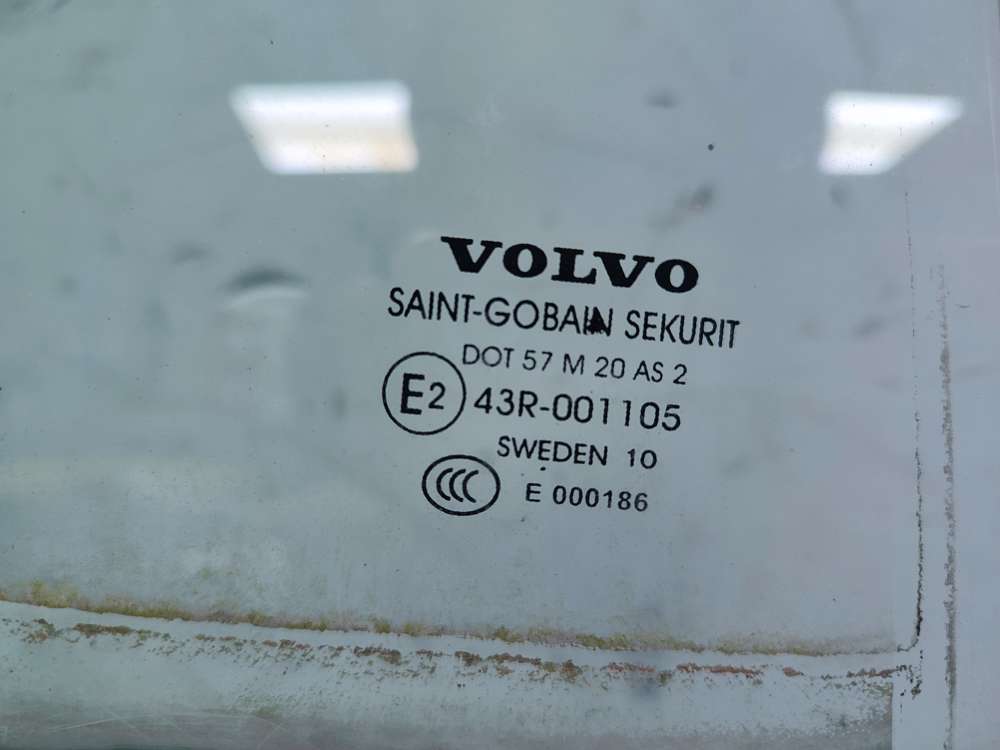 VOLVO
SAINT-GOBAIN SEKURIT
DOT 57 M 20 AS 2
E2 43R-001105
SWEDEN 10
CCC E 000186